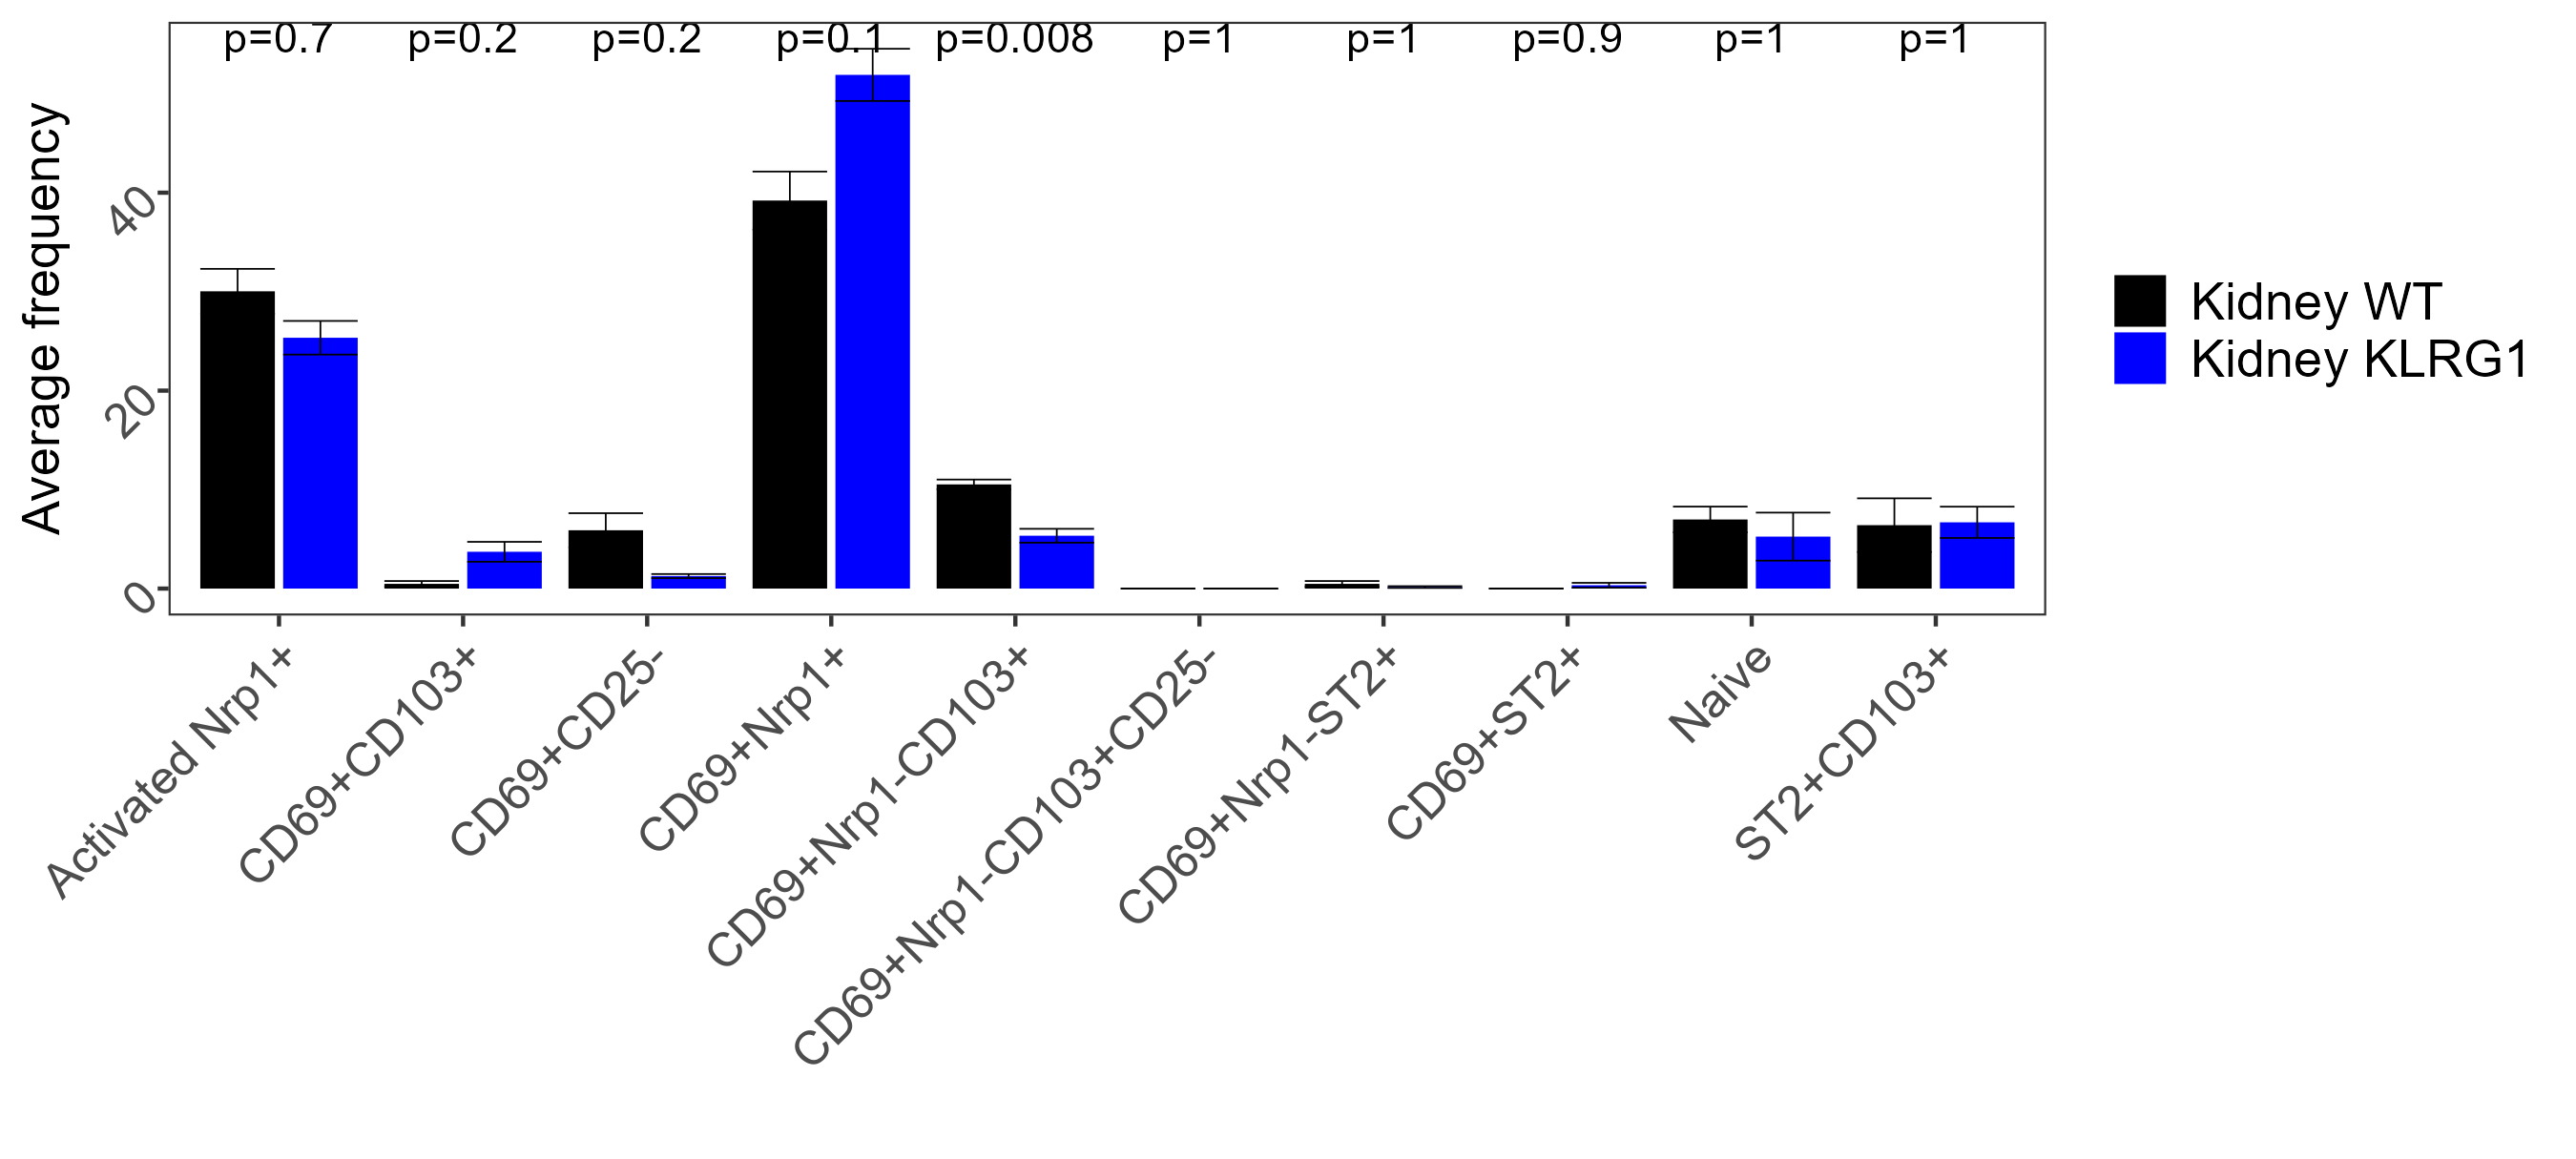 p=0.7 p=0.2 p=0.2 p=0.1 p=0.008 p=1 p=1 p=0.9 p=1 p=1
Average frequency
40
20
0
Activated Nrp1+
CD69+CD103+
CD69+CD25-
CD69+Nrp1+
CD69+Nrp1-CD103+
CD69+Nrp1-CD103+CD25-
CD69+Nrp1-ST2+
CD69+ST2+
Naive
ST2+CD103+
Kidney WT
Kidney KLRG1